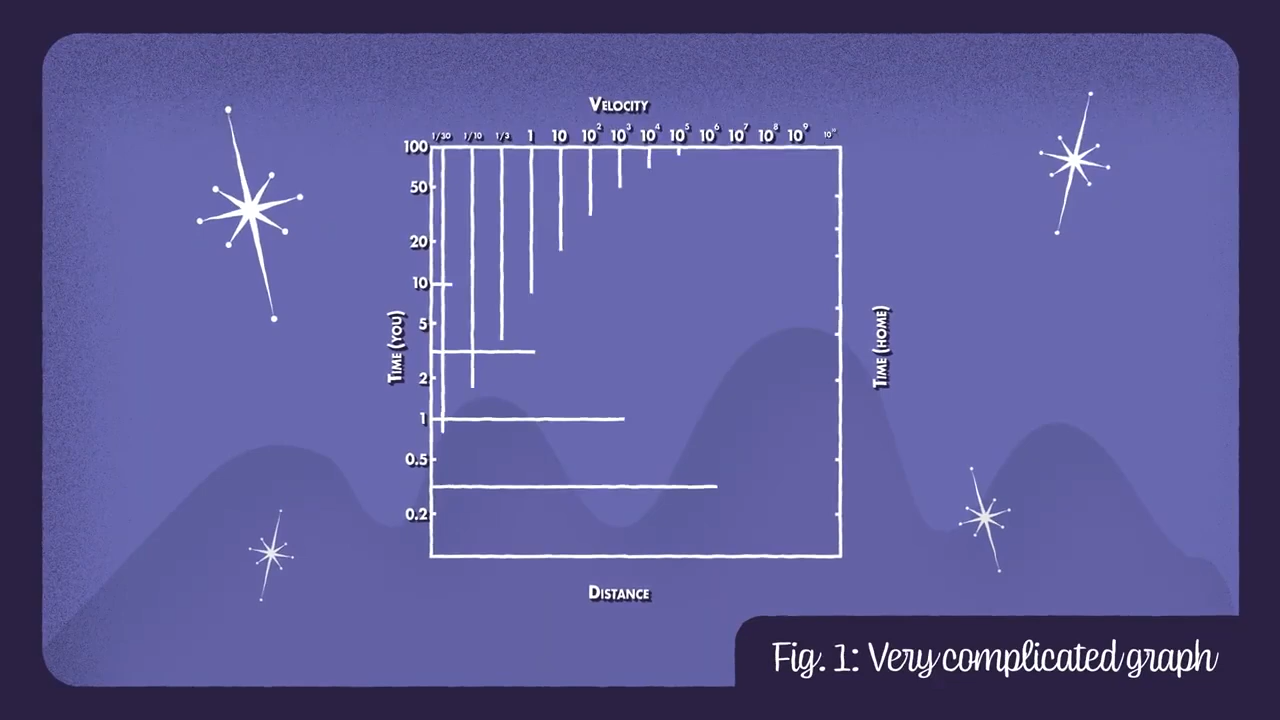 Velocity
1/30 1/10 1/3 1 10 10² 10³ 10⁴ 10⁵ 10⁶ 10⁷ 10⁸ 10⁹
100
50
20
10
5
2
1
0.5
0.2
Time (you)
Time (home)
Distance
Fig. 1: Very complicated graph